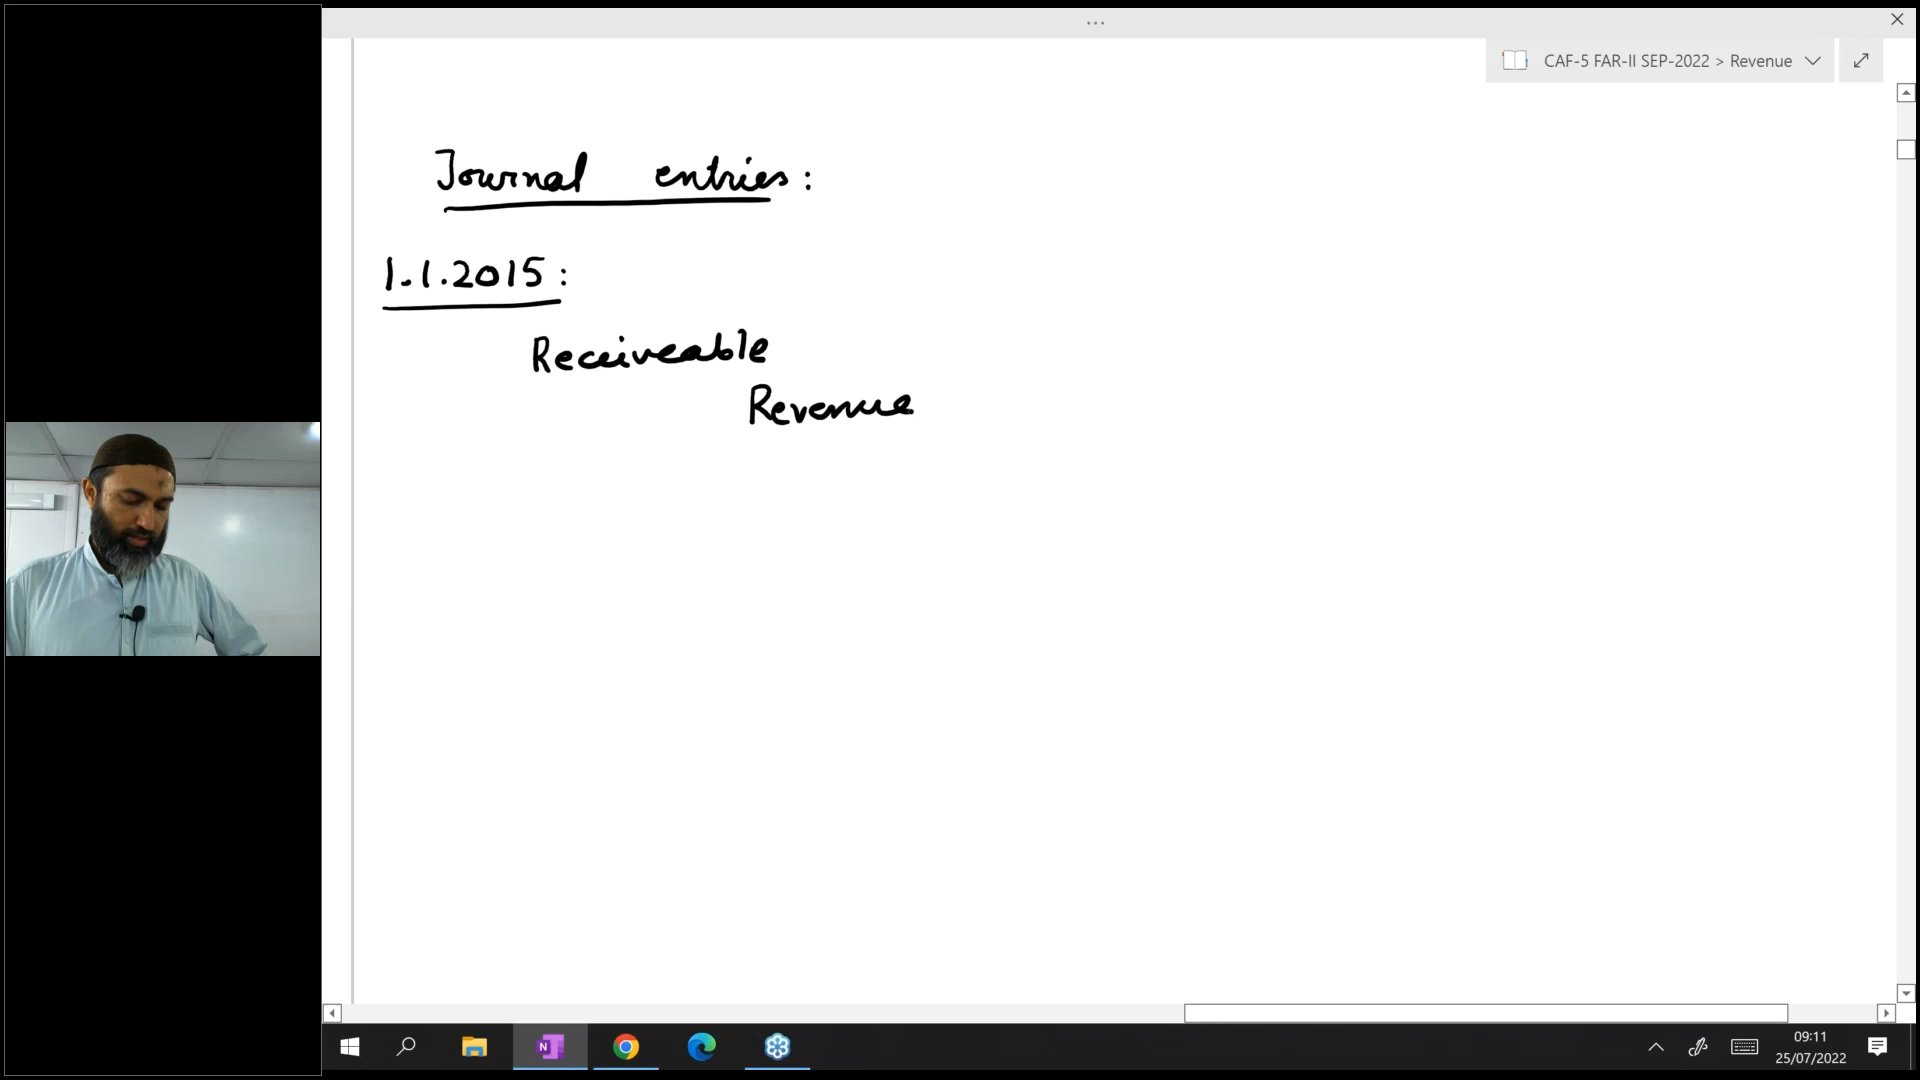 CAF-5 FAR-II SEP-2022 > Revenue
Journal entries:
1.1.2015:
Receiveable
Revenue
N
09:11
25/07/2022